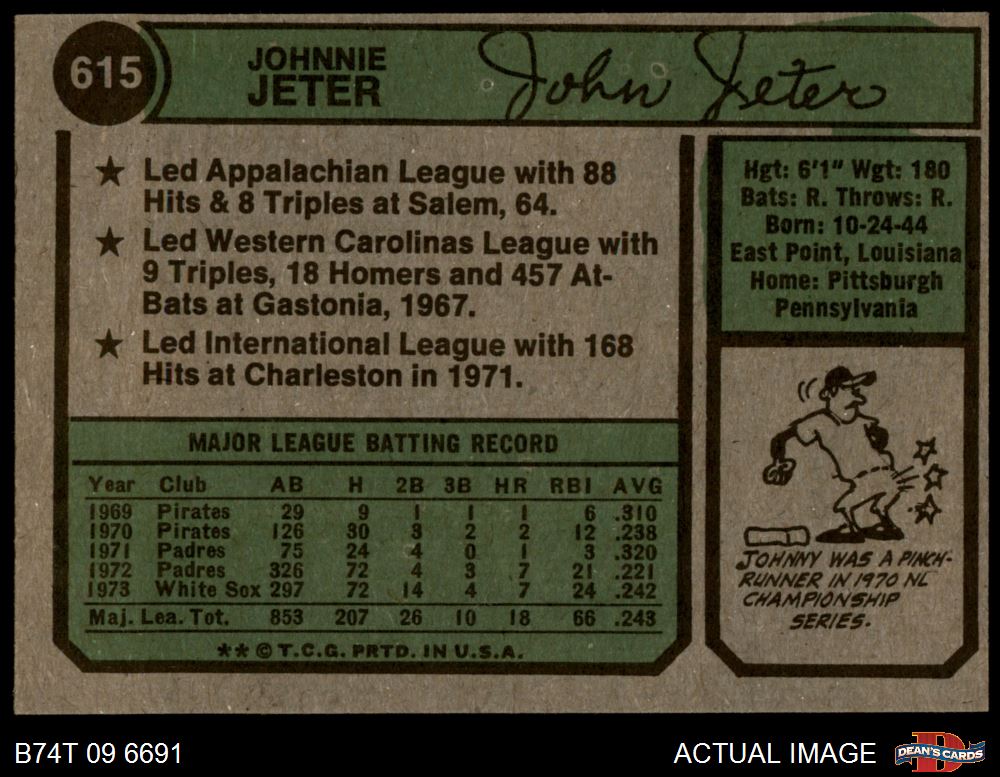 615
JOHNNIE
JETER
John Jeter
★ Led Appalachian League with 88
Hits & 8 Triples at Salem, 64.
★ Led Western Carolinas League with
9 Triples, 18 Homers and 457 At-
Bats at Gastonia, 1967.
★ Led International League with 168
Hits at Charleston in 1971.
Hgt: 6'1" Wgt: 180
Bats: R. Throws: R.
Born: 10-24-44
East Point, Louisiana
Home: Pittsburgh
Pennsylvania
MAJOR LEAGUE BATTING RECORD
Year Club AB H 2B 3B HR RBI AVG
1969 Pirates 29 9 1 1 1 6 .310
1970 Pirates 126 30 3 2 2 12 .238
1971 Padres 75 24 4 0 1 3 .320
1972 Padres 326 72 4 3 7 21 .221
1973 White Sox 297 72 14 4 7 24 .242
Maj. Lea. Tot. 853 207 26 10 18 66 .243
** © T.C.G. PRTD. IN U.S.A.
JOHNNY WAS A PINCH-
RUNNER IN 1970 NL
CHAMPIONSHIP
SERIES.
B74T 09 6691
ACTUAL IMAGE
D
DEAN'S CARDS